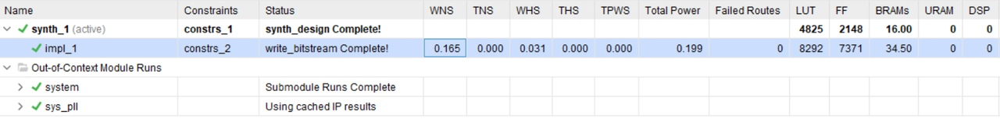 Name Constraints Status WNS TNS WHS THS TPWS Total Power Failed Routes LUT FF BRAMs URAM DSP
synth_1 (active) constrs_1 synth_design Complete! 4825 2148 16.00 0 0
impl_1 constrs_2 write_bitstream Complete! 0.165 0.000 0.031 0.000 0.000 0.199 0 8292 7371 34.50 0 0
Out-of-Context Module Runs
system Submodule Runs Complete
sys_pll Using cached IP results